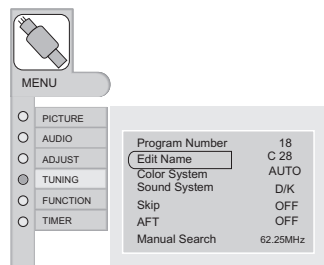 MENU
PICTURE
AUDIO
ADJUST
TUNING
FUNCTION
TIMER
Program Number 18
Edit Name C 28
Color System AUTO
Sound System D/K
Skip OFF
AFT OFF
Manual Search 62.25MHz